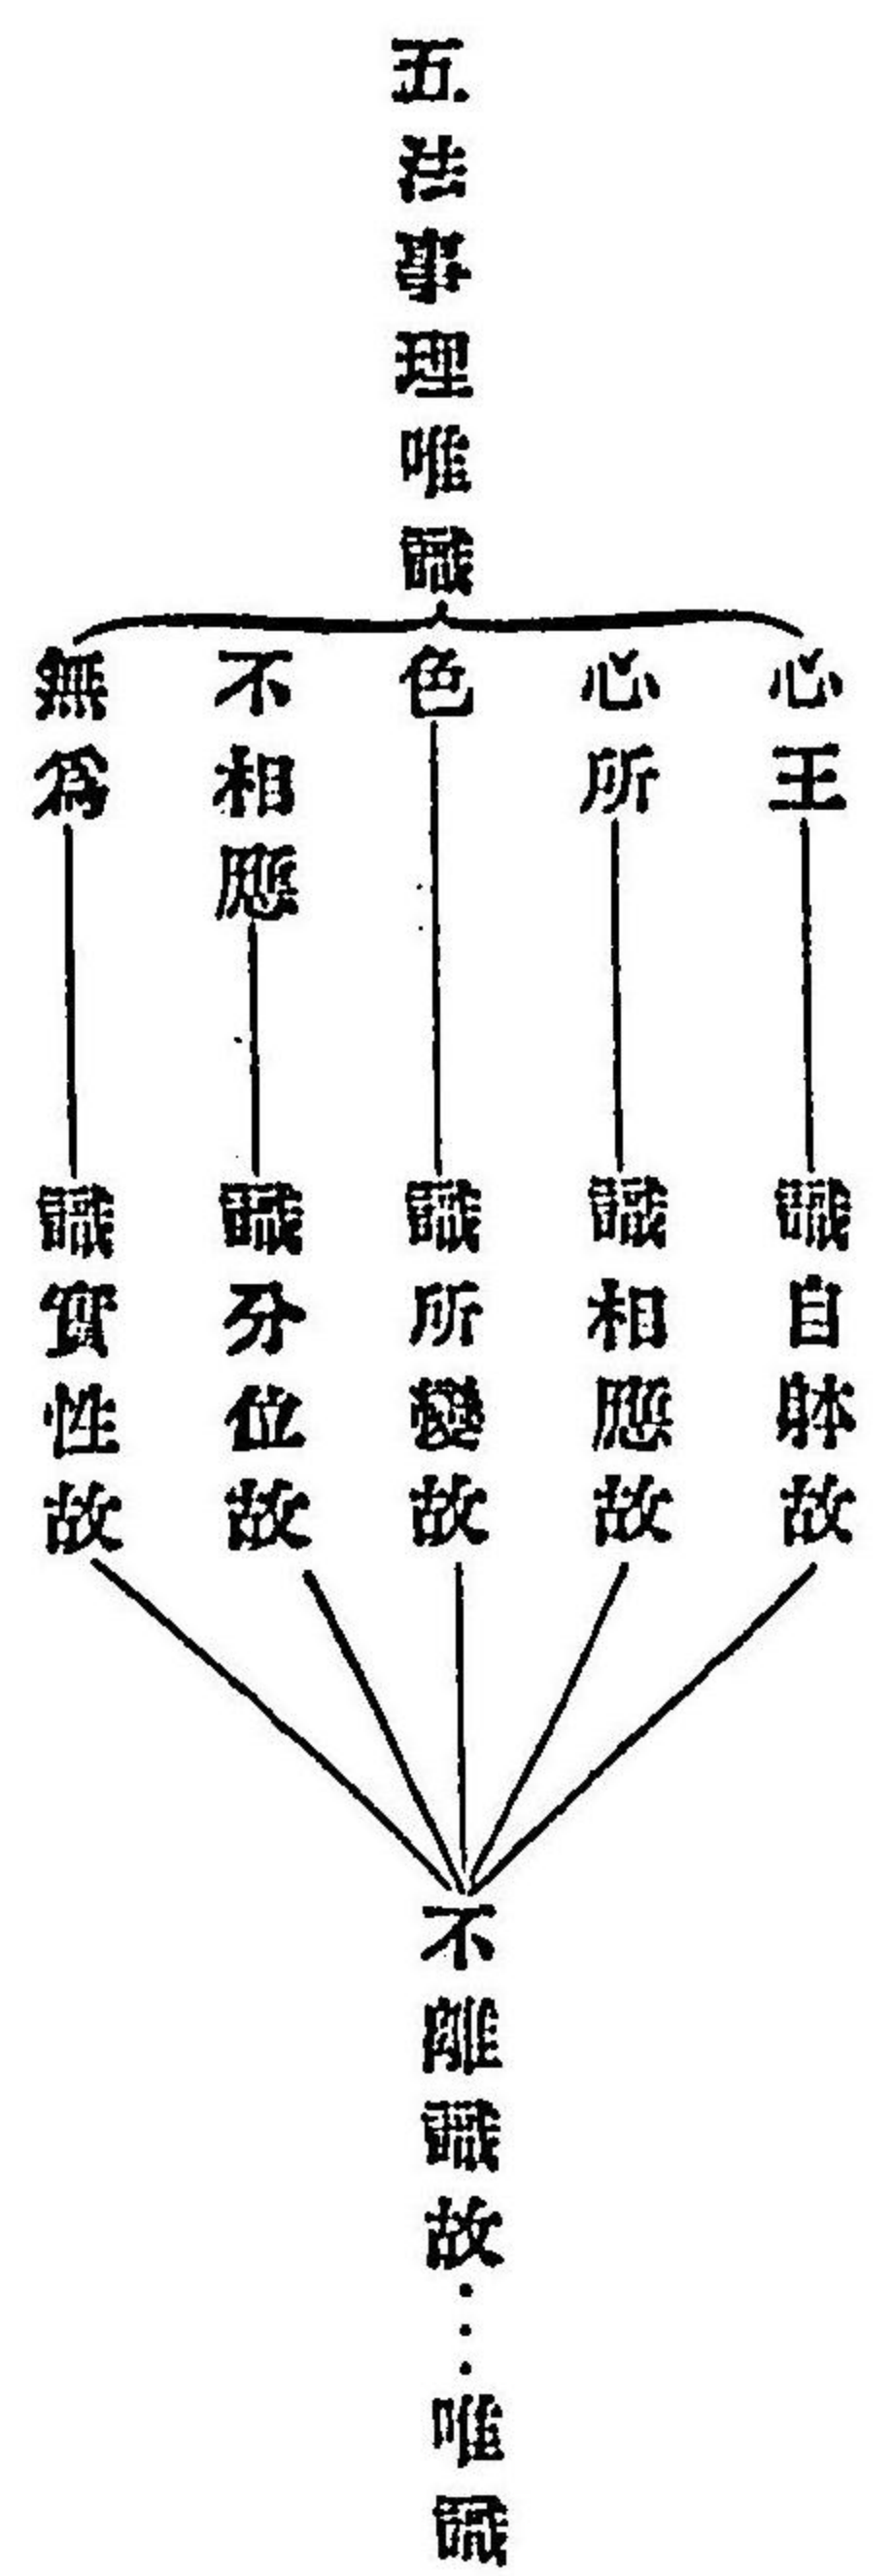 五法事理唯識
心王
識自躰故
心所
識相應故
色
識所變故
不相應
識分位故
無爲
識實性故
不離識故・・・唯識